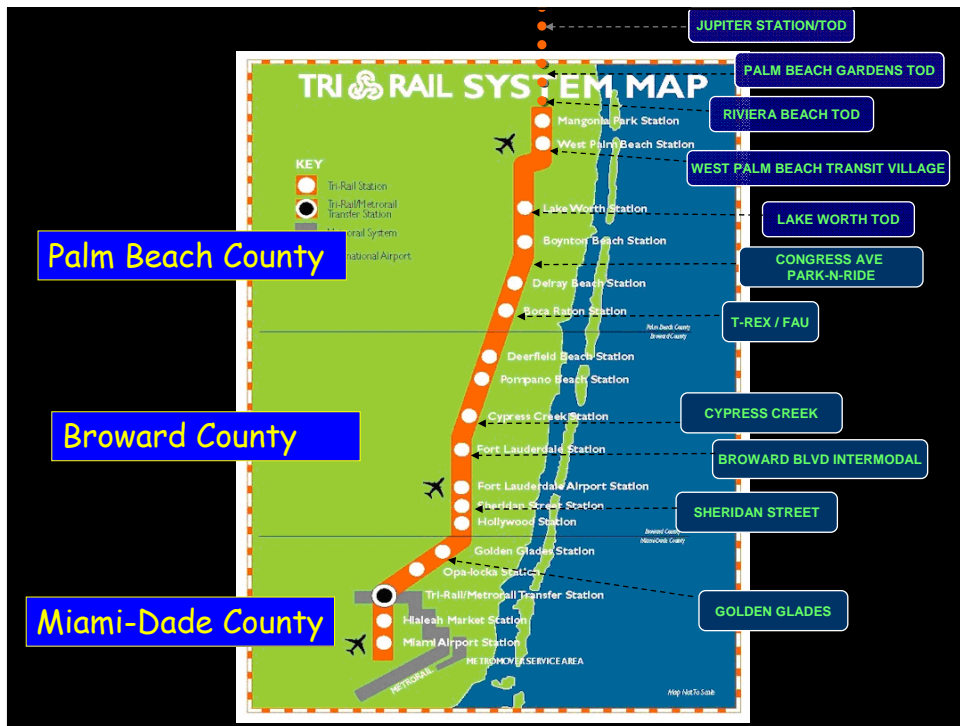 JUPITER STATION/TOD
PALM BEACH GARDENS TOD
TRI RAIL SYSTEM MAP
RIVIERA BEACH TOD
Mangonia Park Station
West Palm Beach Station
WEST PALM BEACH TRANSIT VILLAGE
KEY
Tri-Rail Station
Tri-Rail/Metrorail
Transfer Station
Metrorail System
International Airport
Lake Worth Station
LAKE WORTH TOD
Palm Beach County
Boynton Beach Station
CONGRESS AVE
PARK-N-RIDE
Delray Beach Station
Boca Raton Station
T-REX / FAU
Palm Beach County
Broward County
Deerfield Beach Station
Pompano Beach Station
Broward County
Cypress Creek Station
CYPRESS CREEK
Fort Lauderdale Station
BROWARD BLVD INTERMODAL
Fort Lauderdale Airport Station
Sheridan Street Station
SHERIDAN STREET
Hollywood Station
Broward County
Miami-Dade County
Golden Glades Station
Opa-locka Station
Tri-Rail/Metrorail Transfer Station
GOLDEN GLADES
Miami-Dade County
Hialeah Market Station
Miami Airport Station
METROMOVER SERVICE AREA
METRORAIL
Map Not To Scale